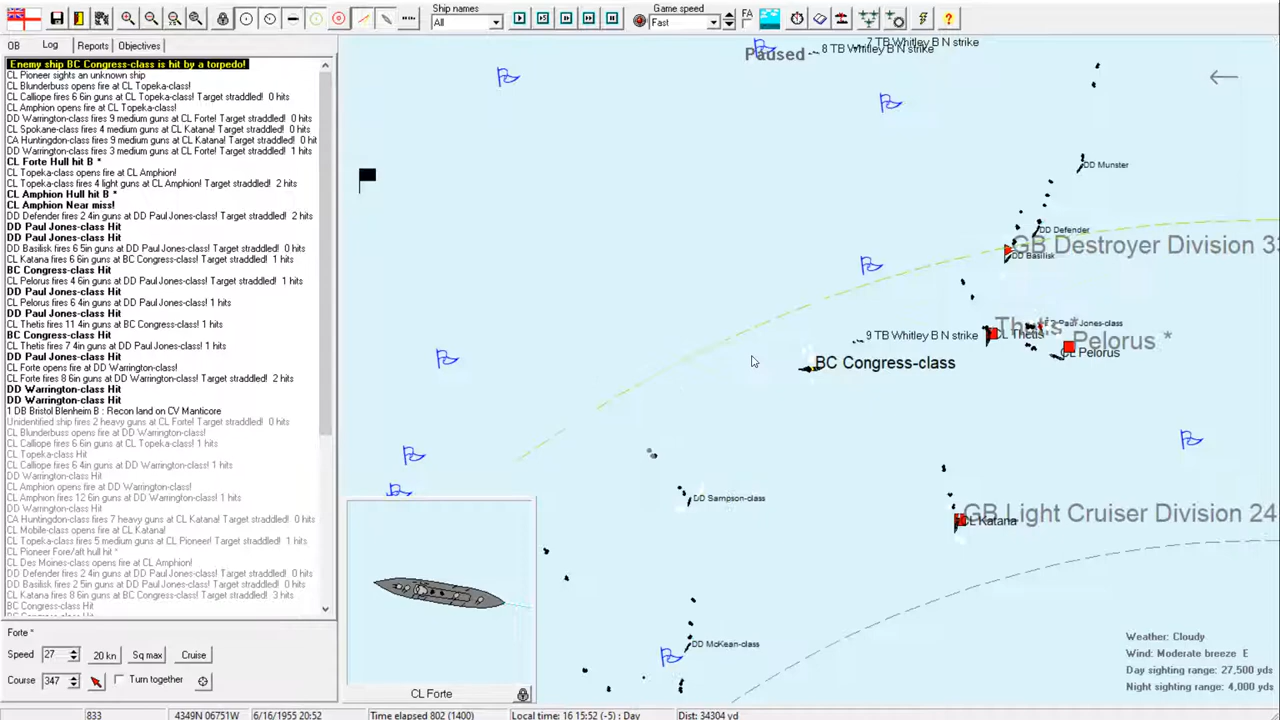 Ship names
All
Game speed
Fast
FA
OB Log Reports Objectives
Enemy ship BC Congress-class is hit by a torpedo!
CL Pioneer sights an unknown ship
CL Blunderbuss opens fire at CL Topeka-class!
CL Calliope fires 6 6in guns at CL Topeka-class! Target straddled! 0 hits
CL Amphion opens fire at CL Topeka-class!
DD Warrington-class fires 9 medium guns at CL Forte! Target straddled! 0 hits
CL Spokane-class fires 4 medium guns at CL Katana! Target straddled! 0 hits
CA Huntingdon-class fires 9 medium guns at CL Katana! Target straddled! 0 hit
DD Warrington-class fires 3 medium guns at CL Forte! Target straddled! 1 hits
CL Forte Hull hit B *
CL Topeka-class opens fire at CL Amphion!
CL Topeka-class fires 4 light guns at CL Amphion! Target straddled! 2 hits
CL Amphion Hull hit B *
CL Amphion Near miss!
DD Defender fires 2 4in guns at DD Paul Jones-class! Target straddled! 2 hits
DD Paul Jones-class Hit
DD Paul Jones-class Hit
DD Basilisk fires 6 5in guns at DD Paul Jones-class! Target straddled! 0 hits
CL Katana fires 6 6in guns at BC Congress-class! Target straddled! 1 hits
BC Congress-class Hit
CL Pelorus fires 4 6in guns at DD Paul Jones-class! Target straddled! 1 hits
DD Paul Jones-class Hit
CL Pelorus fires 6 4in guns at DD Paul Jones-class! 1 hits
DD Paul Jones-class Hit
CL Thetis fires 11 4in guns at BC Congress-class! 1 hits
BC Congress-class Hit
CL Thetis fires 7 4in guns at DD Paul Jones-class! 1 hits
DD Paul Jones-class Hit
CL Forte opens fire at DD Warrington-class!
CL Forte fires 8 6in guns at DD Warrington-class! Target straddled! 2 hits
DD Warrington-class Hit
DD Warrington-class Hit
1 DB Bristol Blenheim B : Recon land on CV Manticore
Unidentified ship fires 2 heavy guns at CL Forte! Target straddled! 0 hits
CL Blunderbuss opens fire at DD Warrington-class!
CL Calliope fires 6 6in guns at CL Topeka-class! 1 hits
CL Topeka-class Hit
CL Calliope fires 6 4in guns at DD Warrington-class! 1 hits
DD Warrington-class Hit
CL Amphion opens fire at DD Warrington-class!
CL Amphion fires 12 6in guns at DD Warrington-class! 1 hits
DD Warrington-class Hit
CA Huntingdon-class fires 7 heavy guns at CL Katana! Target straddled! 0 hits
CL Mobile-class opens fire at CL Katana!
CL Topeka-class fires 5 medium guns at CL Pioneer! Target straddled! 1 hits
CL Pioneer Fore/aft hull hit *
CL Des Moines-class opens fire at CL Amphion!
DD Defender fires 2 4in guns at DD Paul Jones-class! Target straddled! 0 hits
DD Basilisk fires 2 5in guns at DD Paul Jones-class! Target straddled! 0 hits
CL Katana fires 8 6in guns at BC Congress-class! Target straddled! 3 hits
BC Congress-class Hit
Forte *
Speed 27 20 kn Sq max Cruise
Course 347 Turn together
CL Forte
Paused
7 TB Whitley B N strike
8 TB Whitley B N strike
DD Munster
DD Defender
GB Destroyer Division 33
DD Basilisk
9 TB Whitley B N strike
Thetis *
CL Thetis
Paul Jones-class
Pelorus *
CL Pelorus
BC Congress-class
DD Sampson-class
GB Light Cruiser Division 24
CL Katana
DD McKean-class
Weather: Cloudy
Wind: Moderate breeze E
Day sighting range: 27,500 yds
Night sighting range: 4,000 yds
833 4349N 06751W 6/16/1955 20:52 Time elapsed 802 (1400) Local time: 16 15:52 (-5) : Day Dist: 34304 yd